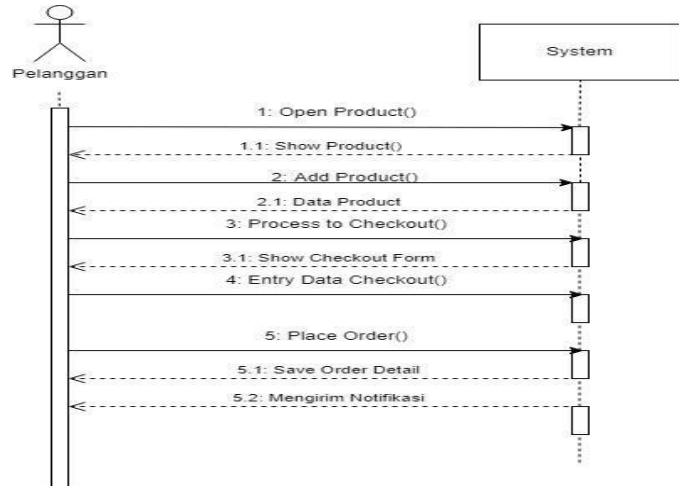 Pelanggan
System
1: Open Product()
1.1: Show Product()
2: Add Product()
2.1: Data Product
3: Process to Checkout()
3.1: Show Checkout Form
4: Entry Data Checkout()
5: Place Order()
5.1: Save Order Detail
5.2: Mengirim Notifikasi